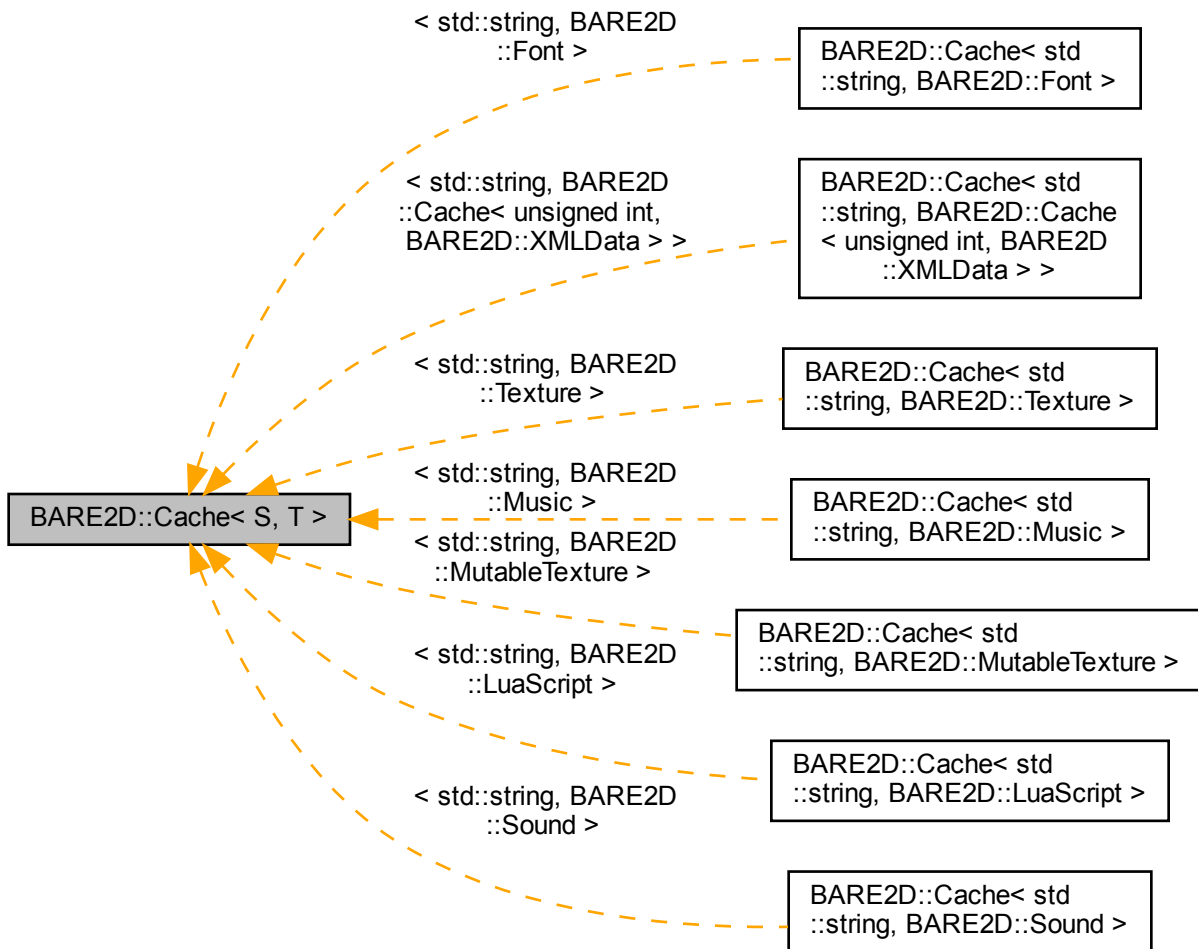 < std::string, BARE2D
::Font >
BARE2D::Cache< std
::string, BARE2D::Font >
< std::string, BARE2D
::Cache< unsigned int,
BARE2D::XMLData > >
BARE2D::Cache< std
::string, BARE2D::Cache
< unsigned int, BARE2D
::XMLData > >
< std::string, BARE2D
::Texture >
BARE2D::Cache< std
::string, BARE2D::Texture >
BARE2D::Cache< S, T >
< std::string, BARE2D
::Music >
BARE2D::Cache< std
::string, BARE2D::Music >
< std::string, BARE2D
::MutableTexture >
BARE2D::Cache< std
::string, BARE2D::MutableTexture >
< std::string, BARE2D
::LuaScript >
BARE2D::Cache< std
::string, BARE2D::LuaScript >
< std::string, BARE2D
::Sound >
BARE2D::Cache< std
::string, BARE2D::Sound >